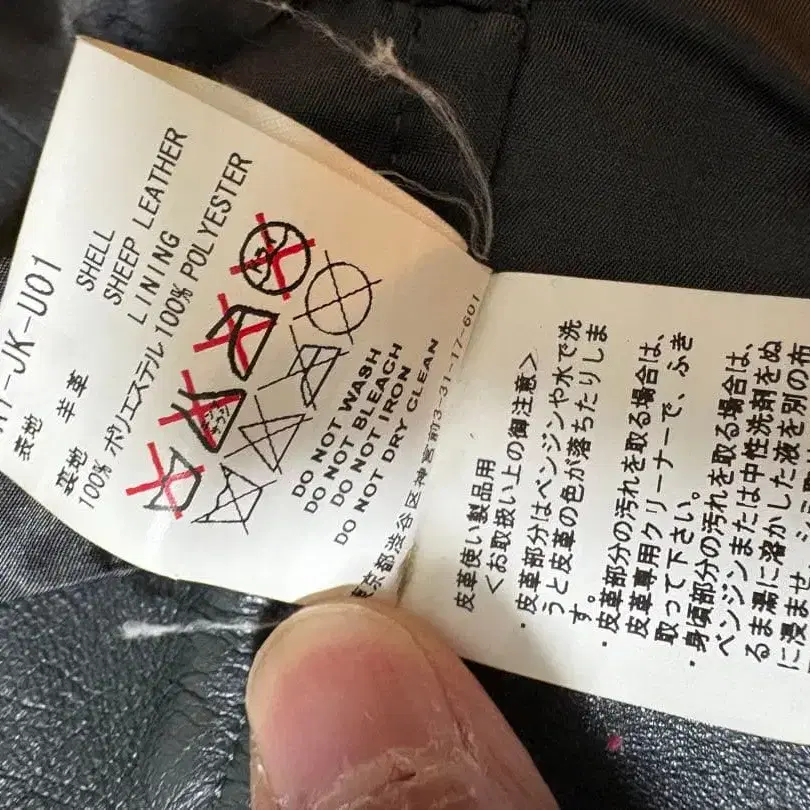 -JK-U01
表地 羊革
裏地
100% ポリエステル 100% POLYESTER
SHELL
SHEEP LEATHER
LINING
DO NOT WASH
DO NOT BLEACH
DO NOT IRON
DO NOT DRY CLEAN
東京都渋谷区神宮前3-31-17-601
皮革使い製品用
＜お取扱い上の御注意＞
・皮革部分はベンジンや水で洗
うと皮革の色が落ちたりしま
す。
・皮革部分の汚れを取る場合は、
皮革専用クリーナーで、ふき
取って下さい。
・身頃部分の汚れを取る場合は、
ベンジンまたは中性洗剤をぬ
るま湯に溶かした液を別の布
に浸ませ